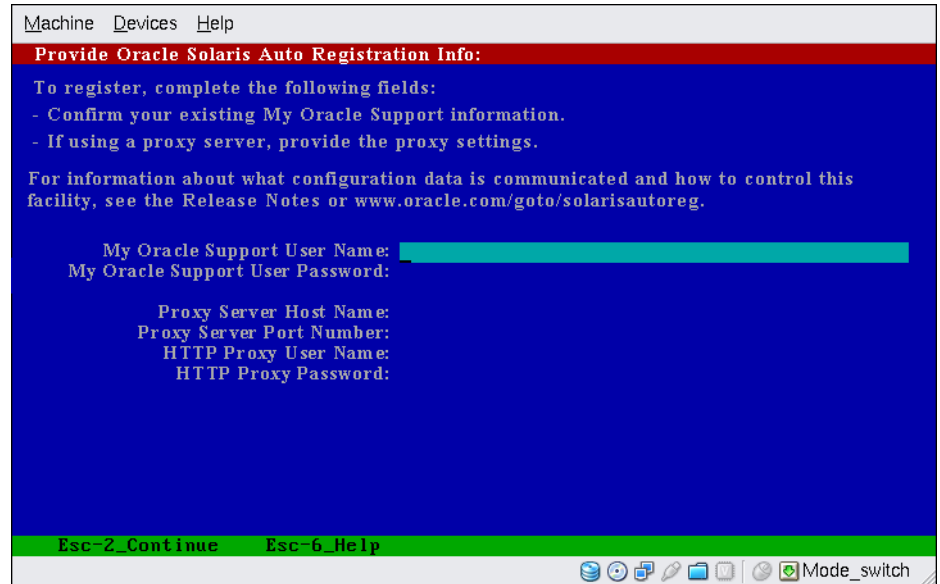 Machine Devices Help
Provide Oracle Solaris Auto Registration Info:
To register, complete the following fields:
- Confirm your existing My Oracle Support information.
- If using a proxy server, provide the proxy settings.
For information about what configuration data is communicated and how to control this
facility, see the Release Notes or www.oracle.com/goto/solarisautoreg.
My Oracle Support User Name:
My Oracle Support User Password:
Proxy Server Host Name:
Proxy Server Port Number:
HTTP Proxy User Name:
HTTP Proxy Password:
Esc-2_Continue Esc-6_Help
Mode_switch